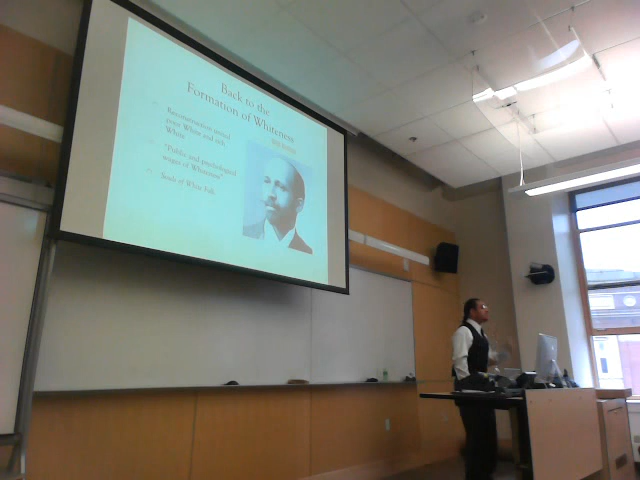 Back to the
Formation of Whiteness
Reconstruction united
poor White and rich
White
"Public and psychological
wages of Whiteness"
Souls of White Folk